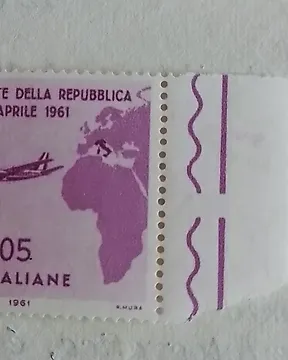 TE DELLA REPUBBLICA
APRILE 1961
05
ALIANE
1961
R. MURA